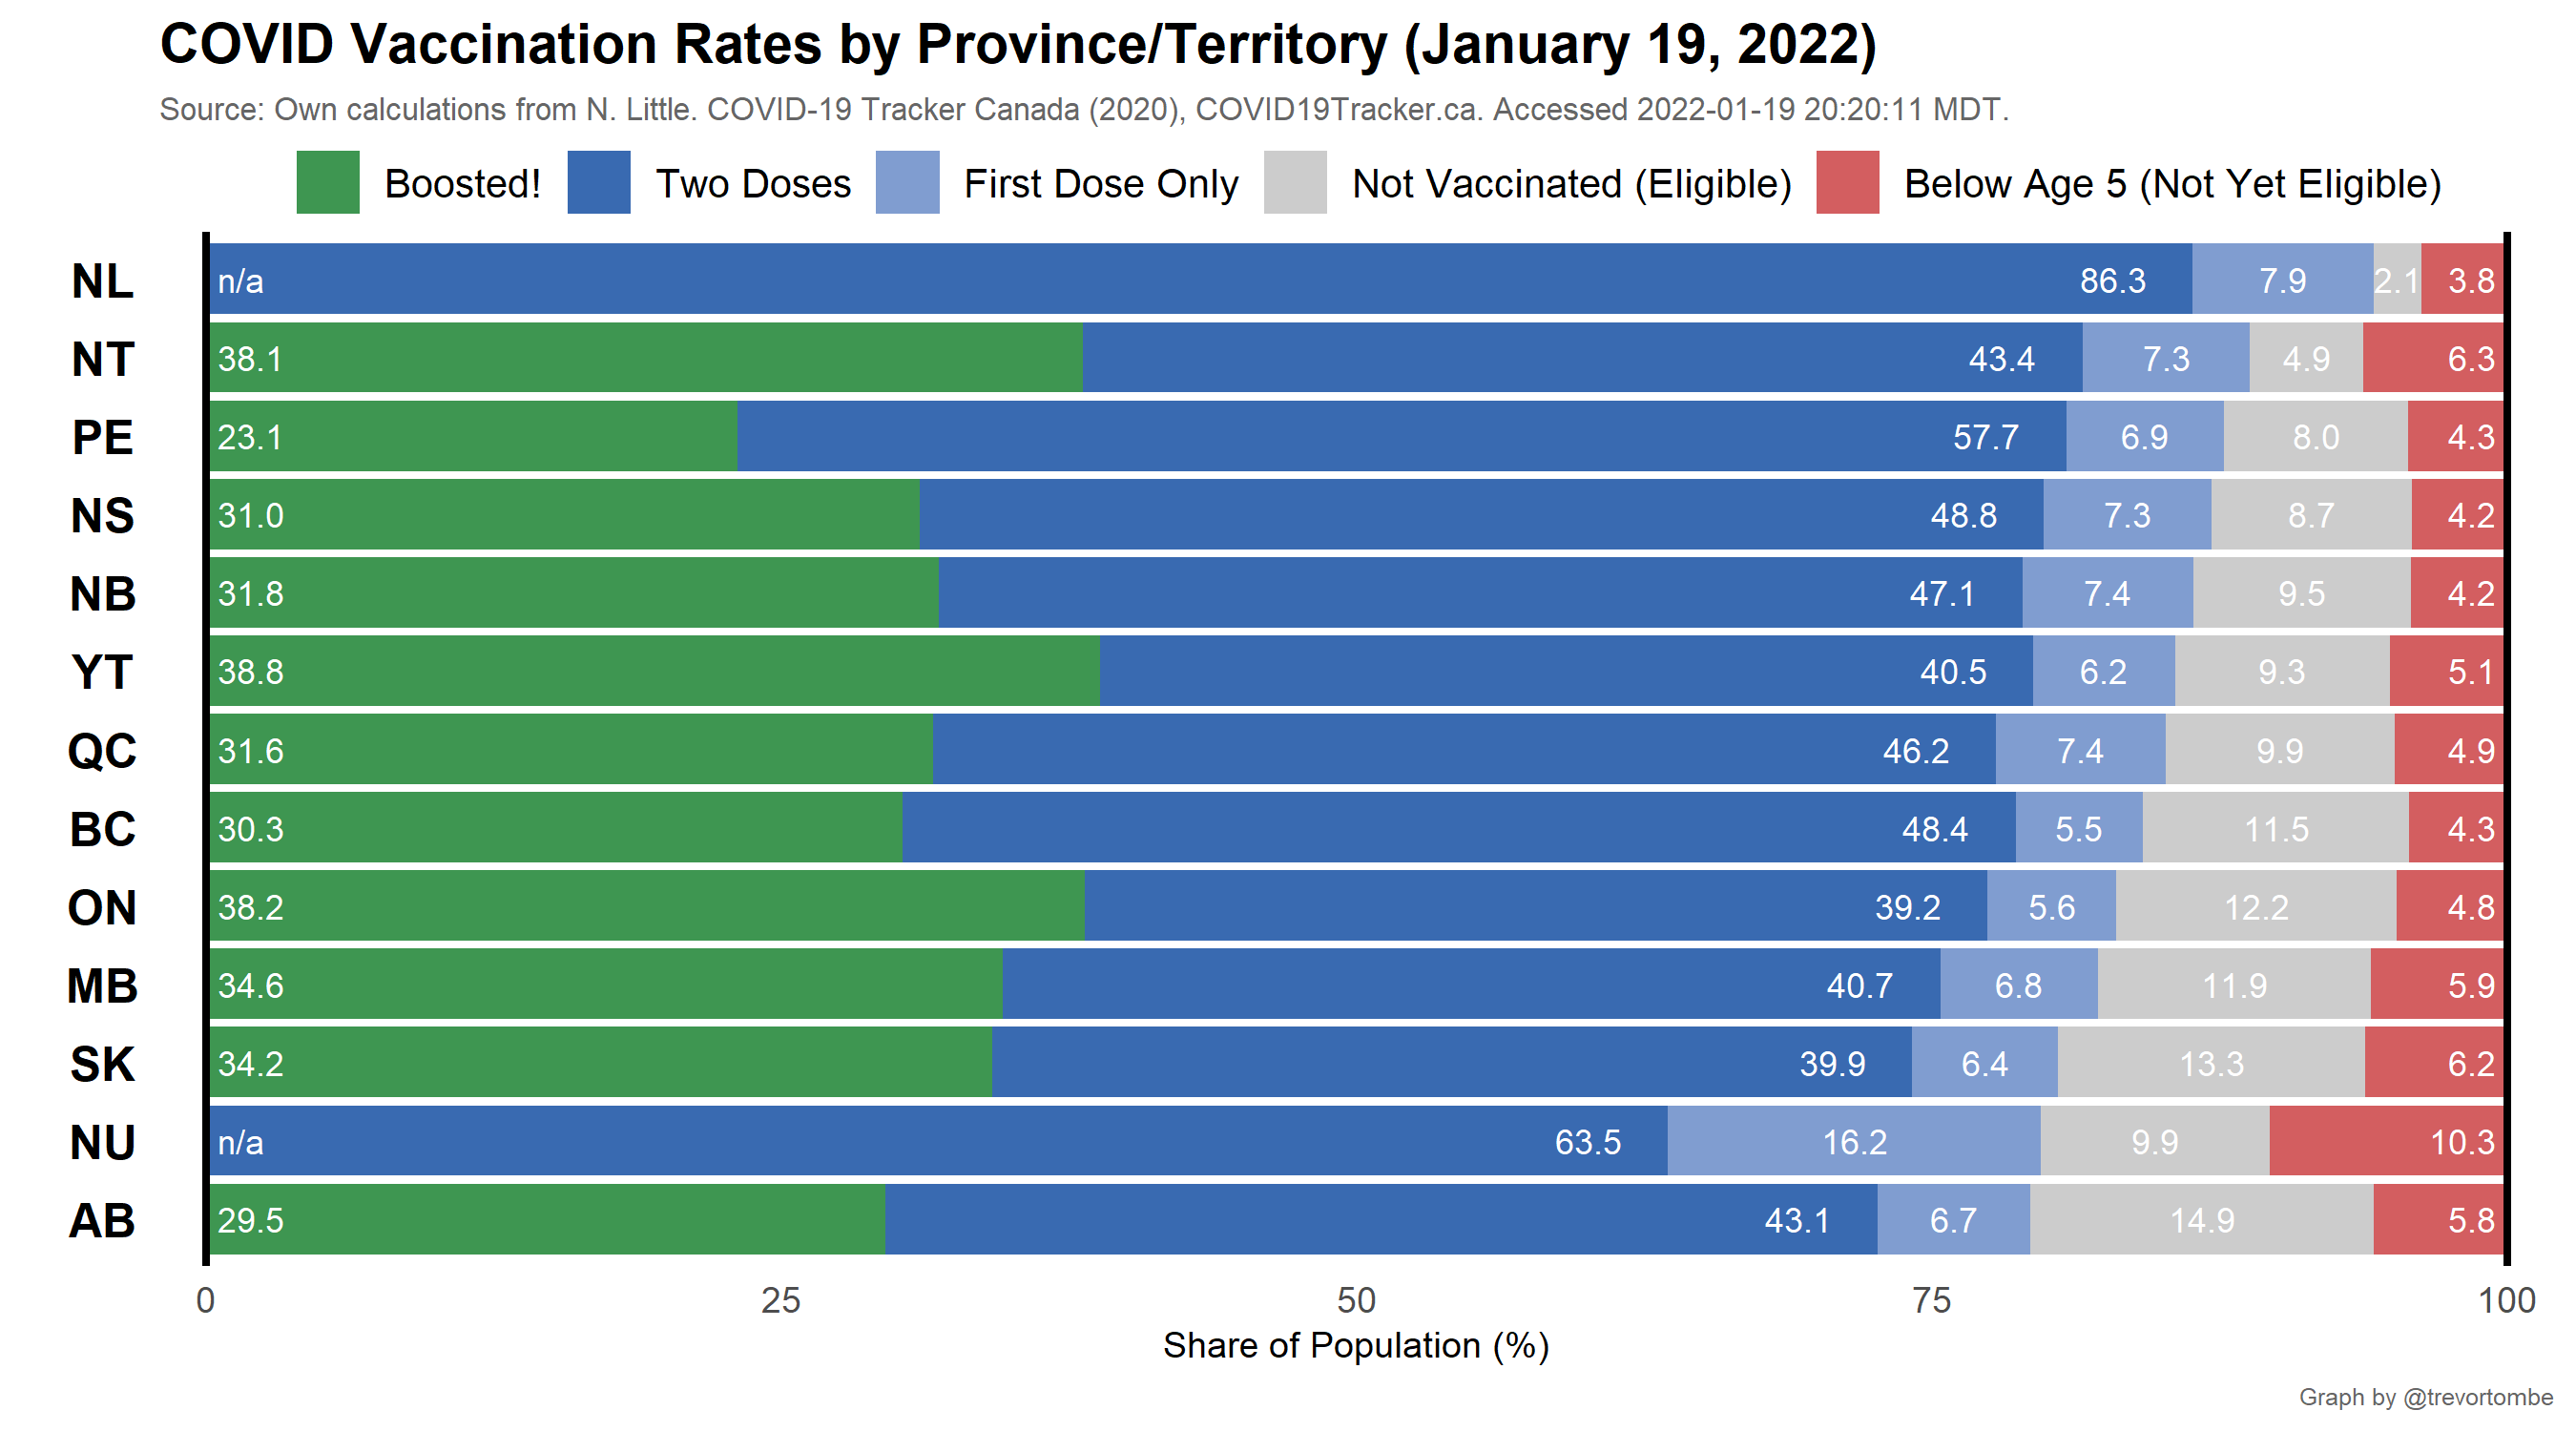 COVID Vaccination Rates by Province/Territory (January 19, 2022)
Source: Own calculations from N. Little. COVID-19 Tracker Canada (2020), COVID19Tracker.ca. Accessed 2022-01-19 20:20:11 MDT.
Boosted! Two Doses First Dose Only Not Vaccinated (Eligible) Below Age 5 (Not Yet Eligible)
NL n/a 86.3 7.9 2.1 3.8
NT 38.1 43.4 7.3 4.9 6.3
PE 23.1 57.7 6.9 8.0 4.3
NS 31.0 48.8 7.3 8.7 4.2
NB 31.8 47.1 7.4 9.5 4.2
YT 38.8 40.5 6.2 9.3 5.1
QC 31.6 46.2 7.4 9.9 4.9
BC 30.3 48.4 5.5 11.5 4.3
ON 38.2 39.2 5.6 12.2 4.8
MB 34.6 40.7 6.8 11.9 5.9
SK 34.2 39.9 6.4 13.3 6.2
NU n/a 63.5 16.2 9.9 10.3
AB 29.5 43.1 6.7 14.9 5.8
0 25 50 75 100
Share of Population (%)
Graph by @trevortombe